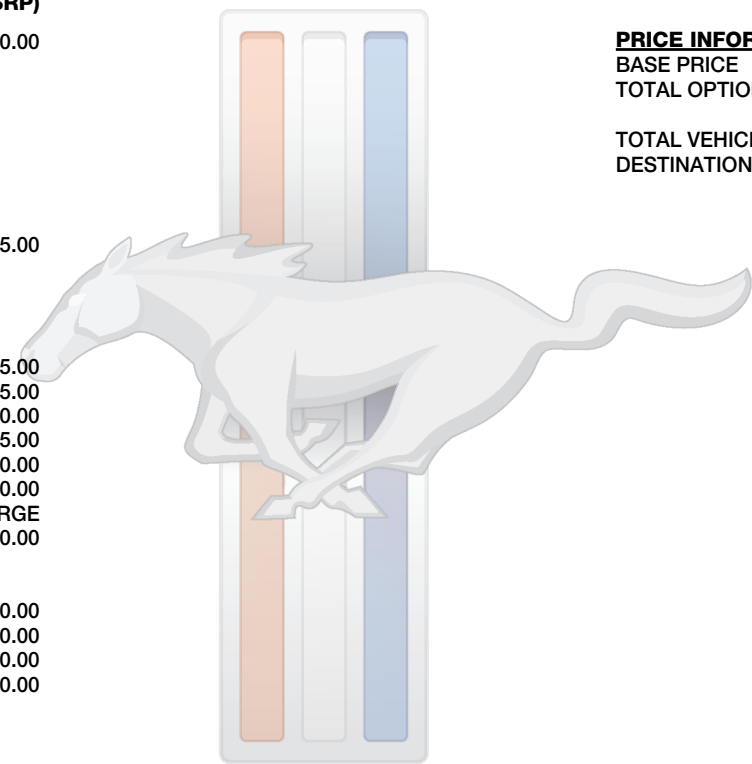 SRP)
0.00
5.00
5.00
5.00
0.00
5.00
0.00
0.00
RGE
0.00
0.00
0.00
0.00
0.00
PRICE INFOR
BASE PRICE
TOTAL OPTIO
TOTAL VEHICL
DESTINATION